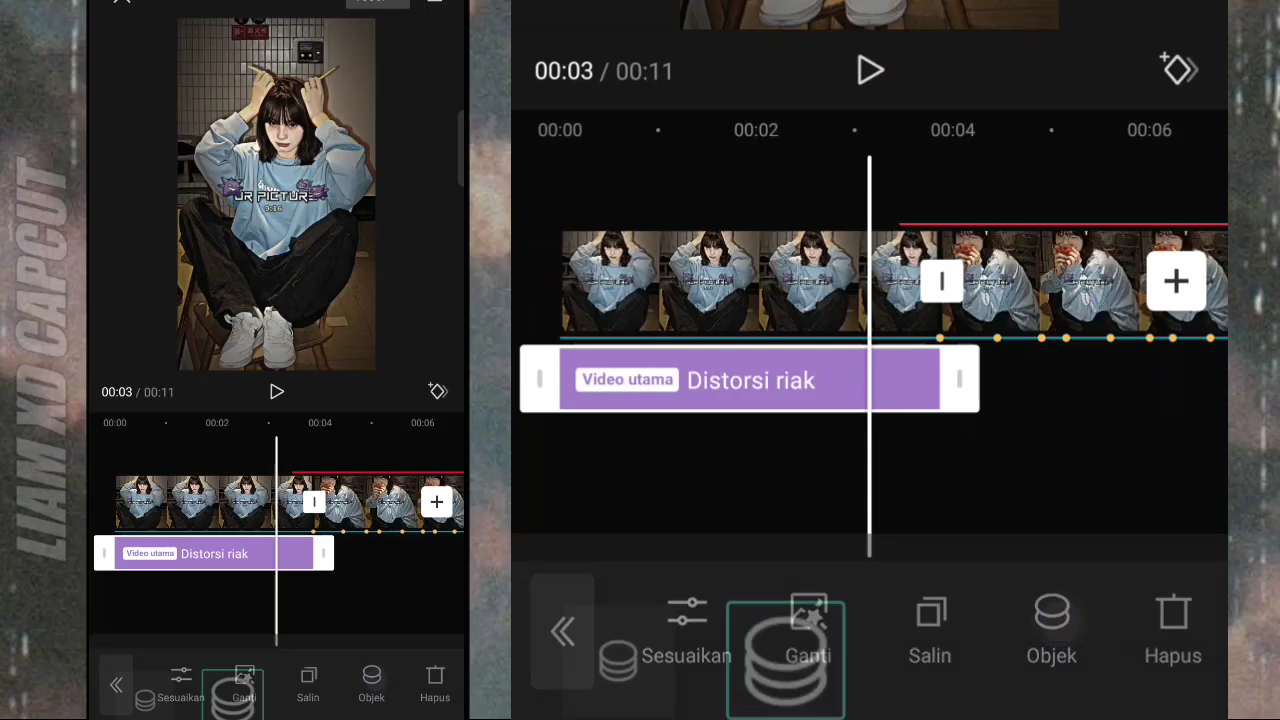 LIAM XD CAPCUT
UR PICTURE
00:03 / 00:11
00:00
00:02
00:04
00:06
Video utama
Distorsi riak
Sesuaikan
Ganti
Salin
Objek
Hapus
00:03 / 00:11
00:00
00:02
00:04
00:06
Video utama
Distorsi riak
Sesuaikan
Ganti
Salin
Objek
Hapus